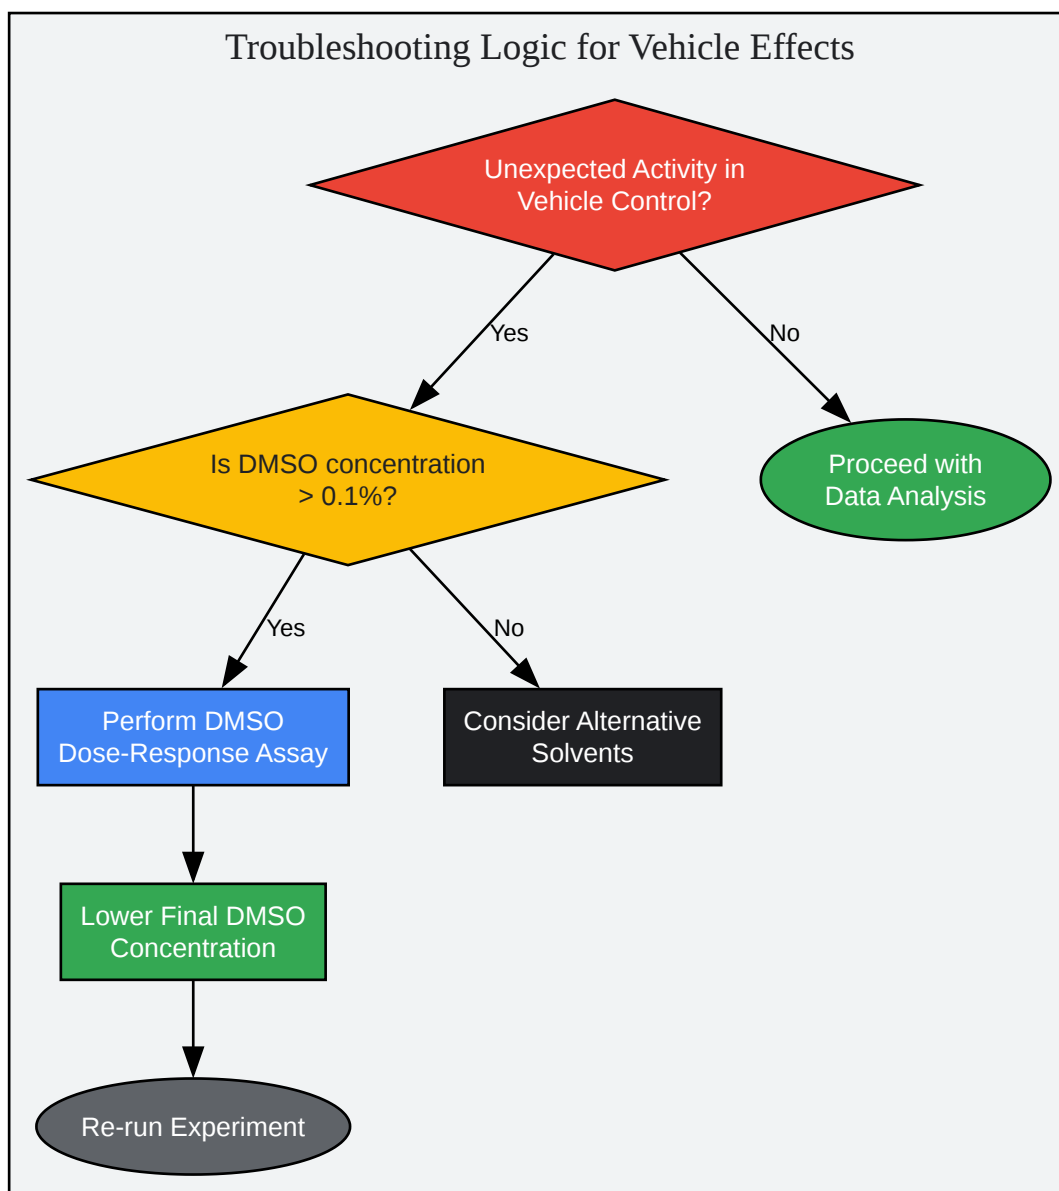 Troubleshooting Logic for Vehicle Effects
Unexpected Activity in
Vehicle Control?
Yes
No
Is DMSO concentration
> 0.1%?
Proceed with
Data Analysis
Yes
No
Perform DMSO
Dose-Response Assay
Consider Alternative
Solvents
Lower Final DMSO
Concentration
Re-run Experiment